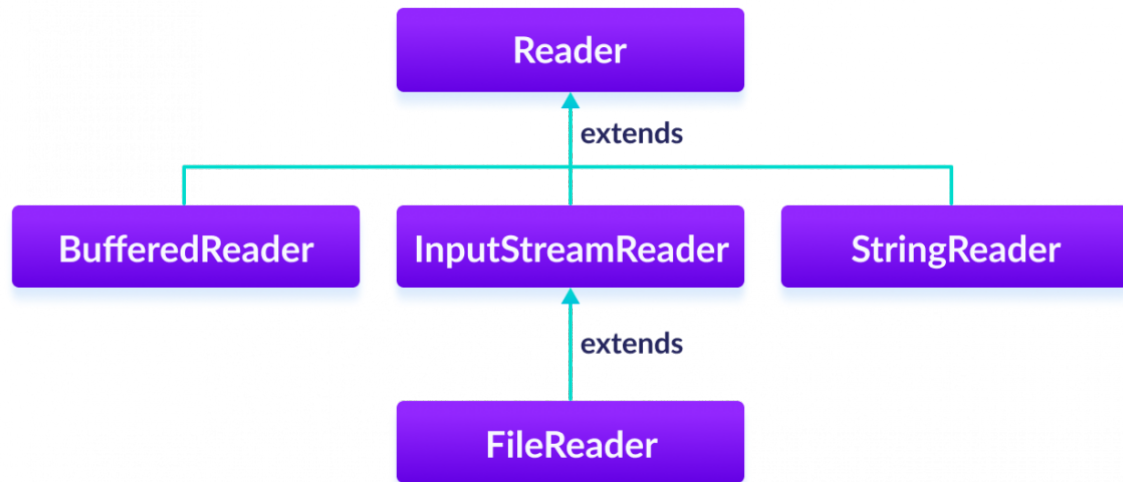 Reader
extends
BufferedReader
InputStreamReader
StringReader
extends
FileReader